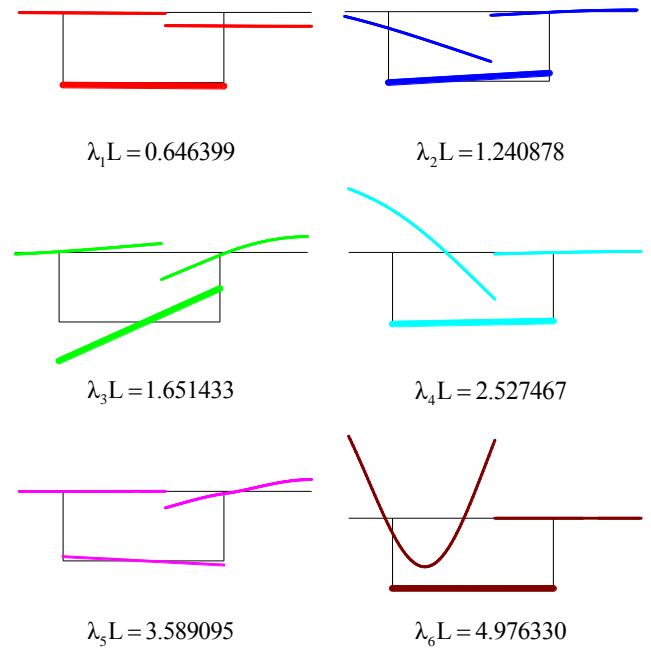 λ₁L = 0.646399
λ₂L = 1.240878
λ₃L = 1.651433
λ₄L = 2.527467
λ₅L = 3.589095
λ₆L = 4.976330